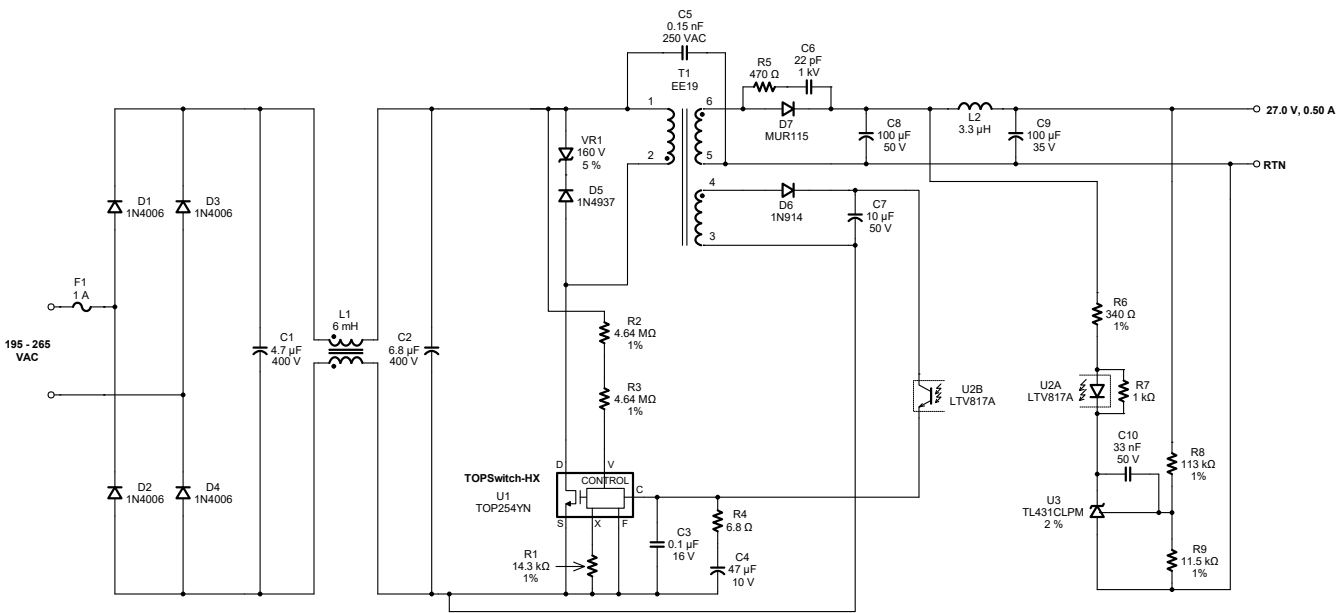 C5
0.15 nF
250 VAC
T1
EE19
1
2
6
5
4
3
R5
470 Ω
C6
22 pF
1 kV
D7
MUR115
C8
100 µF
50 V
L2
3.3 µH
C9
100 µF
35 V
27.0 V, 0.50 A
RTN
VR1
160 V
5 %
D5
1N4937
D6
1N914
C7
10 µF
50 V
D1
1N4006
D3
1N4006
F1
1 A
195 - 265
VAC
C1
4.7 µF
400 V
L1
6 mH
C2
6.8 µF
400 V
R2
4.64 MΩ
1%
R3
4.64 MΩ
1%
R6
340 Ω
1%
U2B
LTV817A
U2A
LTV817A
R7
1 kΩ
C10
33 nF
50 V
R8
113 kΩ
1%
D2
1N4006
D4
1N4006
TOPSwitch-HX
U1
TOP254YN
D
V
CONTROL
C
S
X
F
R4
6.8 Ω
C3
0.1 µF
16 V
C4
47 µF
10 V
R1
14.3 kΩ
1%
U3
TL431CLPM
2 %
R9
11.5 kΩ
1%